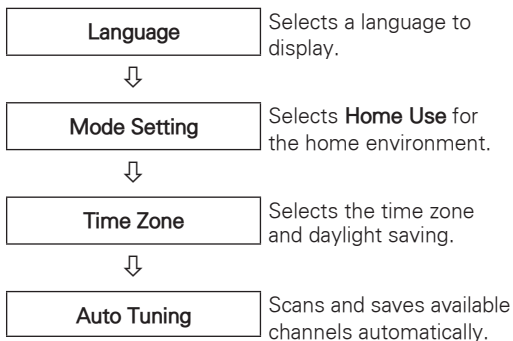 Language
Selects a language to
display.
Mode Setting
Selects Home Use for
the home environment.
Time Zone
Selects the time zone
and daylight saving.
Auto Tuning
Scans and saves available
channels automatically.